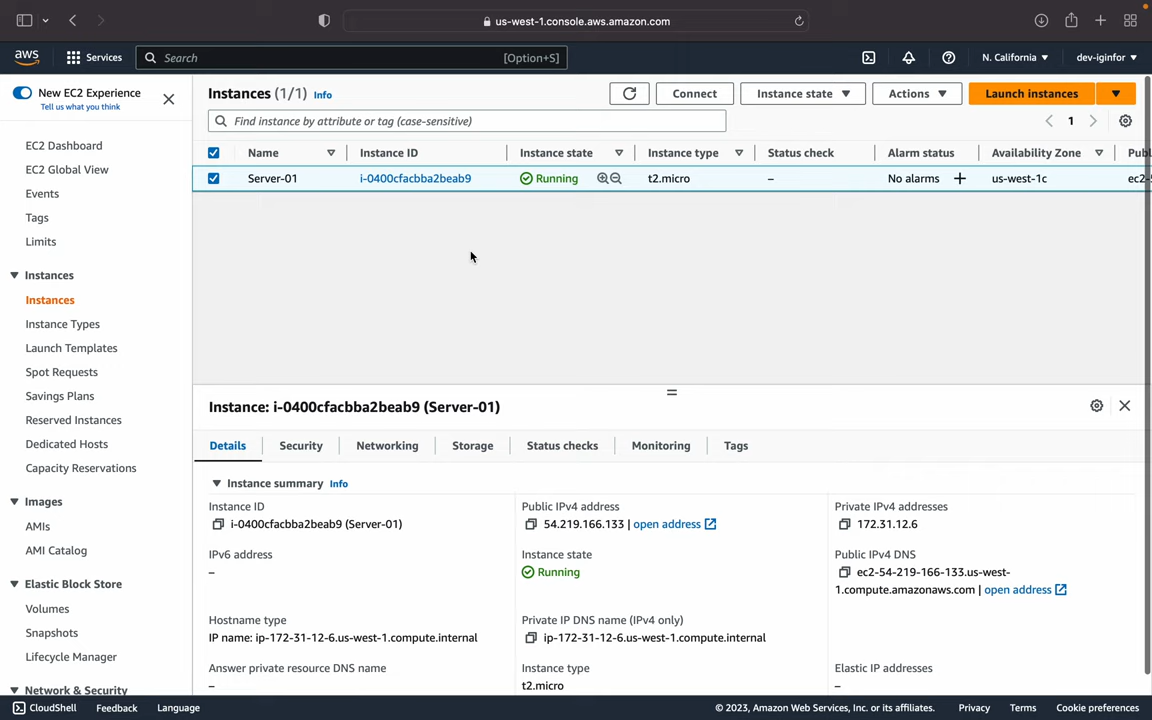 us-west-1.console.aws.amazon.com
aws
Services
Search
[Option+S]
N. California
dev-iginfor
New EC2 Experience
Tell us what you think
EC2 Dashboard
EC2 Global View
Events
Tags
Limits
Instances
Instances
Instance Types
Launch Templates
Spot Requests
Savings Plans
Reserved Instances
Dedicated Hosts
Capacity Reservations
Images
AMIs
AMI Catalog
Elastic Block Store
Volumes
Snapshots
Lifecycle Manager
Network & Security
Instances (1/1) Info
Connect
Instance state
Actions
Launch instances
Find instance by attribute or tag (case-sensitive)
1
Name
Instance ID
Instance state
Instance type
Status check
Alarm status
Availability Zone
Publ
Server-01
i-0400cfacbba2beab9
Running
t2.micro
–
No alarms
us-west-1c
ec2-5
Instance: i-0400cfacbba2beab9 (Server-01)
Details
Security
Networking
Storage
Status checks
Monitoring
Tags
Instance summary Info
Instance ID
i-0400cfacbba2beab9 (Server-01)
Public IPv4 address
54.219.166.133 | open address
Private IPv4 addresses
172.31.12.6
IPv6 address
–
Instance state
Running
Public IPv4 DNS
ec2-54-219-166-133.us-west-
1.compute.amazonaws.com | open address
Hostname type
IP name: ip-172-31-12-6.us-west-1.compute.internal
Private IP DNS name (IPv4 only)
ip-172-31-12-6.us-west-1.compute.internal
Answer private resource DNS name
–
Instance type
t2.micro
Elastic IP addresses
–
CloudShell
Feedback
Language
© 2023, Amazon Web Services, Inc. or its affiliates.
Privacy
Terms
Cookie preferences